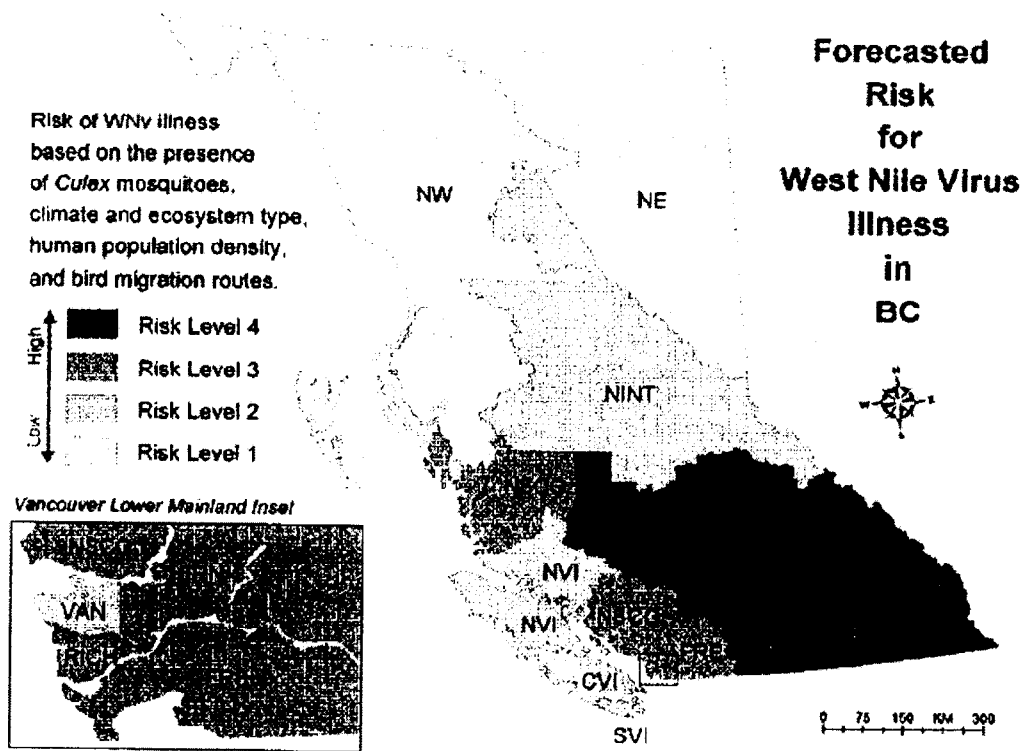 Forecasted
Risk
for
West Nile Virus
Illness
in
BC
Risk of WNv illness
based on the presence
of Culex mosquitoes,
climate and ecosystem type,
human population density,
and bird migration routes.
High
Low
Risk Level 4
Risk Level 3
Risk Level 2
Risk Level 1
NW
NE
NINT
N
W
E
S
Vancouver Lower Mainland Inset
VAN
RICH
NVI
NVI
CVI
SVI
0 75 150 KM 300